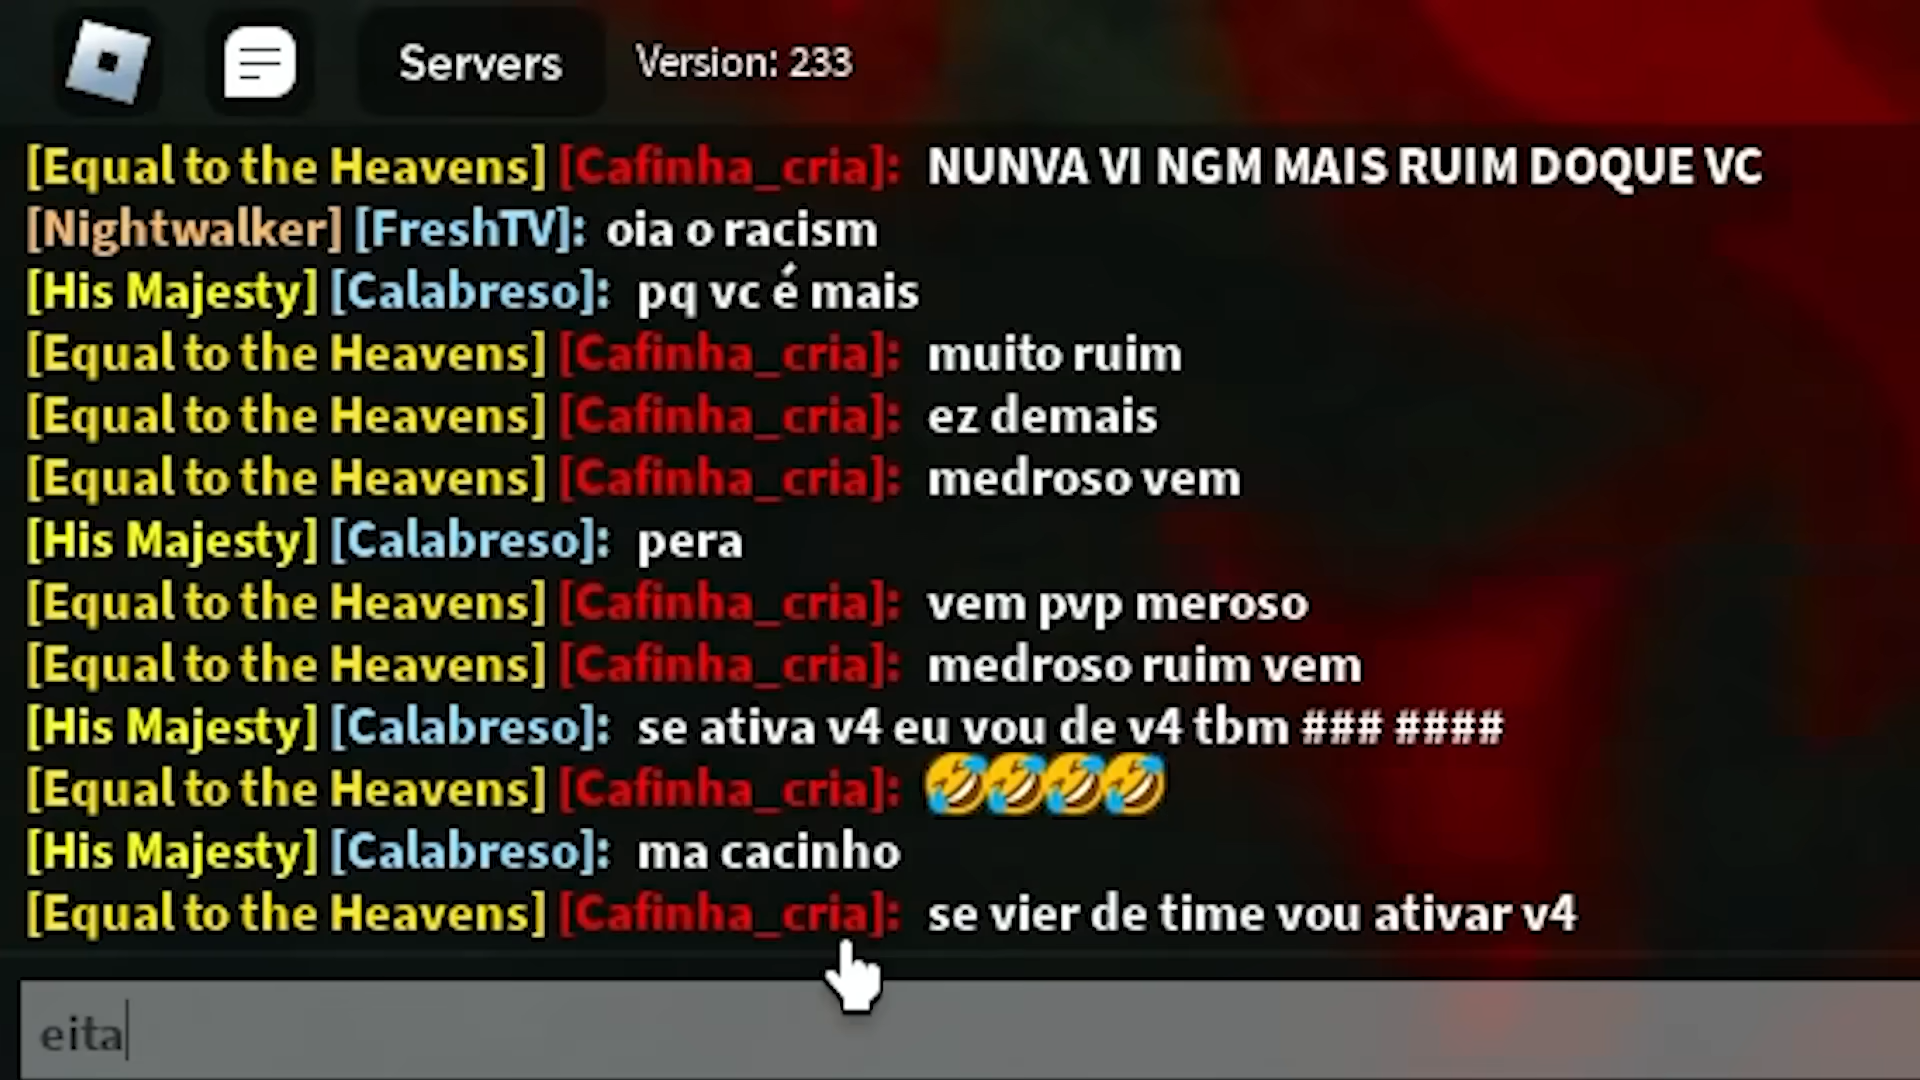 Servers Version: 233
[Equal to the Heavens] [Cafinha_cria]: NUNVA VI NGM MAIS RUIM DOQUE VC
[Nightwalker] [FreshTV]: oia o racism
[His Majesty] [Calabreso]: pq vc é mais
[Equal to the Heavens] [Cafinha_cria]: muito ruim
[Equal to the Heavens] [Cafinha_cria]: ez demais
[Equal to the Heavens] [Cafinha_cria]: medroso vem
[His Majesty] [Calabreso]: pera
[Equal to the Heavens] [Cafinha_cria]: vem pvp meroso
[Equal to the Heavens] [Cafinha_cria]: medroso ruim vem
[His Majesty] [Calabreso]: se ativa v4 eu vou de v4 tbm ### ####
[Equal to the Heavens] [Cafinha_cria]: 🤣🤣🤣🤣
[His Majesty] [Calabreso]: ma cacinho
[Equal to the Heavens] [Cafinha_cria]: se vier de time vou ativar v4
eita